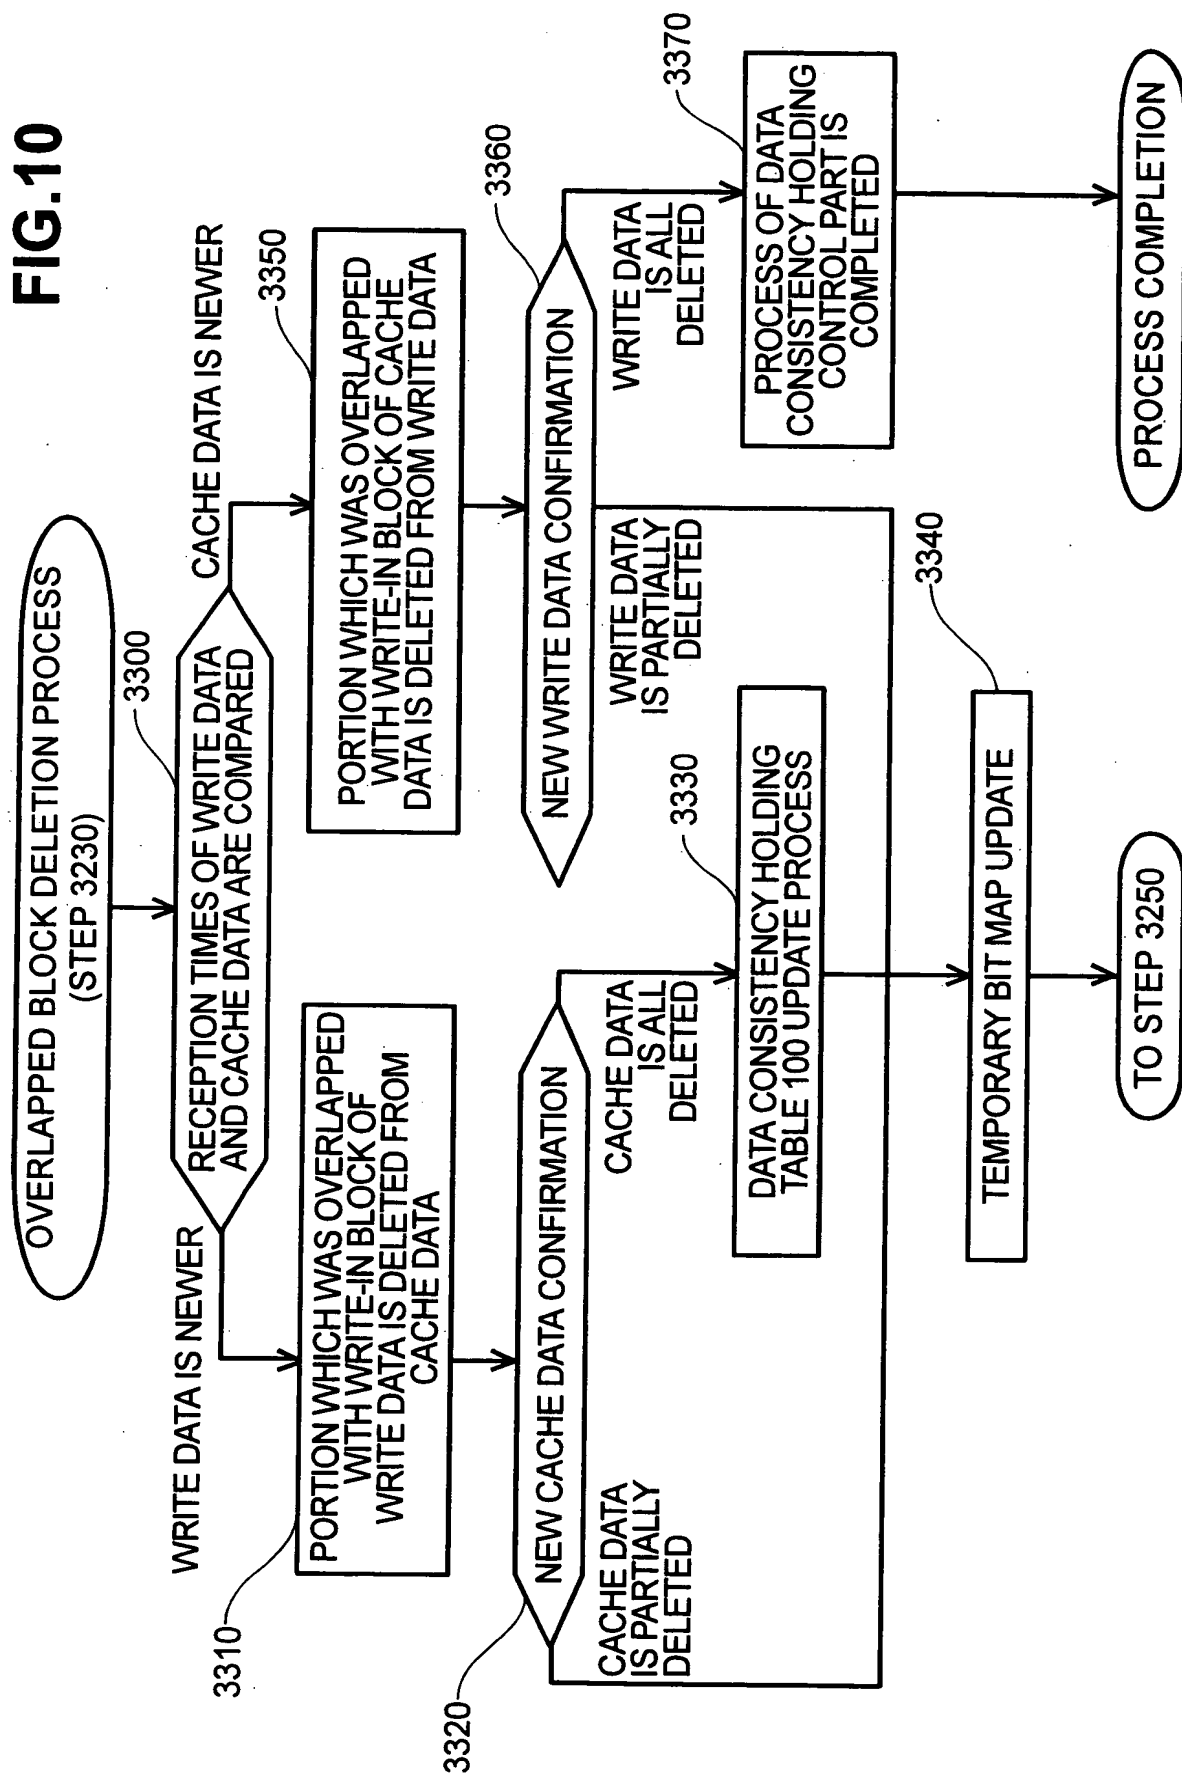 FIG.10
OVERLAPPED BLOCK DELETION PROCESS
(STEP 3230)
3300
RECEPTION TIMES OF WRITE DATA
AND CACHE DATA ARE COMPARED
WRITE DATA IS NEWER
CACHE DATA IS NEWER
3310
PORTION WHICH WAS OVERLAPPED
WITH WRITE-IN BLOCK OF
WRITE DATA IS DELETED FROM
CACHE DATA
3350
PORTION WHICH WAS OVERLAPPED
WITH WRITE-IN BLOCK OF CACHE
DATA IS DELETED FROM WRITE DATA
3320
NEW CACHE DATA CONFIRMATION
3360
NEW WRITE DATA CONFIRMATION
CACHE DATA
IS PARTIALLY
DELETED
CACHE DATA
IS ALL
DELETED
WRITE DATA
IS PARTIALLY
DELETED
WRITE DATA
IS ALL
DELETED
3330
DATA CONSISTENCY HOLDING
TABLE 100 UPDATE PROCESS
3370
PROCESS OF DATA
CONSISTENCY HOLDING
CONTROL PART IS
COMPLETED
3340
TEMPORARY BIT MAP UPDATE
TO STEP 3250
PROCESS COMPLETION